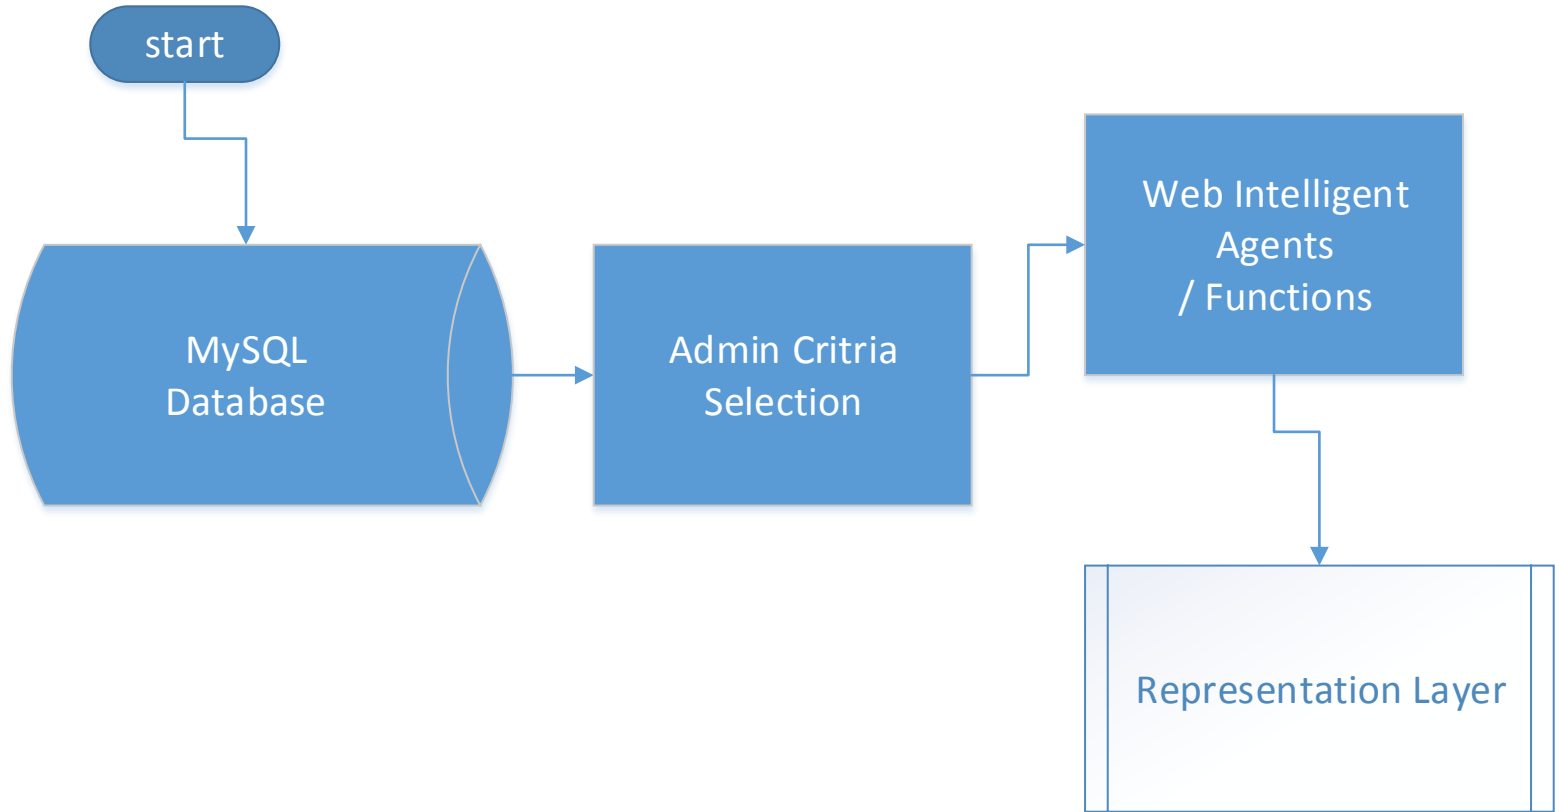 start
MySQL
Database
Admin Critria
Selection
Web Intelligent
Agents
/ Functions
Representation Layer